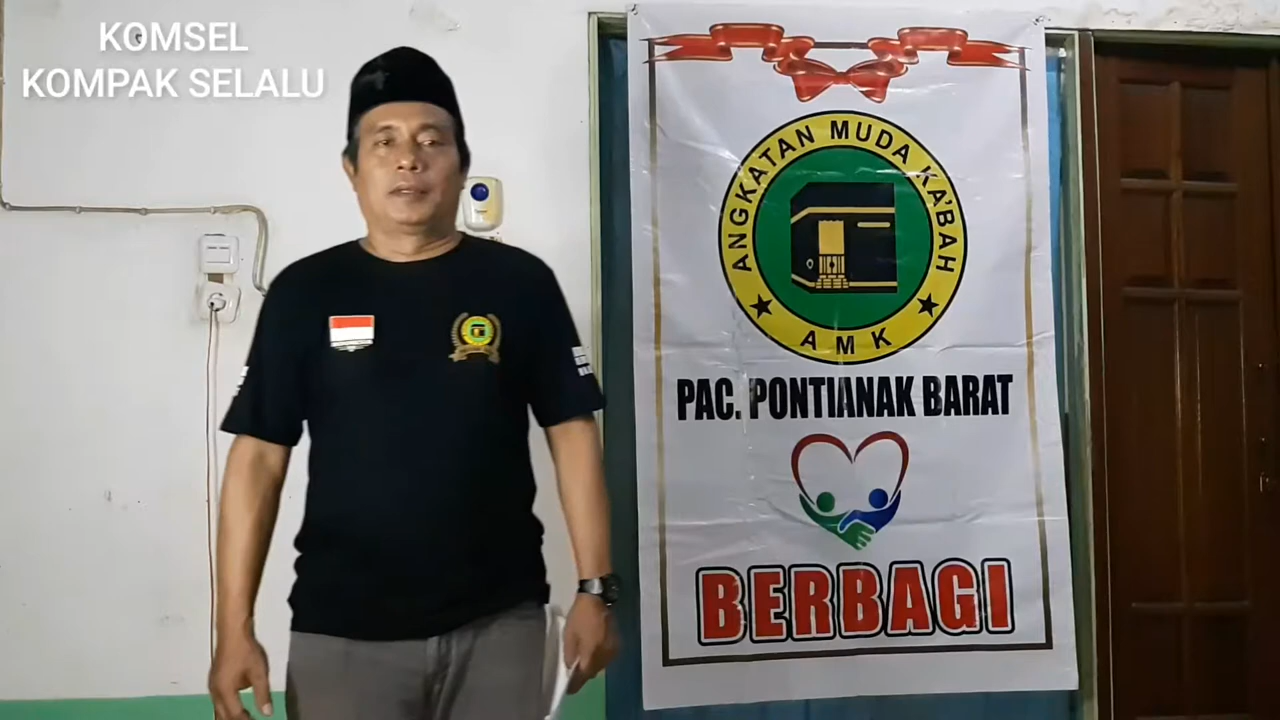 KOMSEL
KOMPAK SELALU
ANGKATAN MUDA KA'BAH
AMK
PAC. PONTIANAK BARAT
BERBAGI